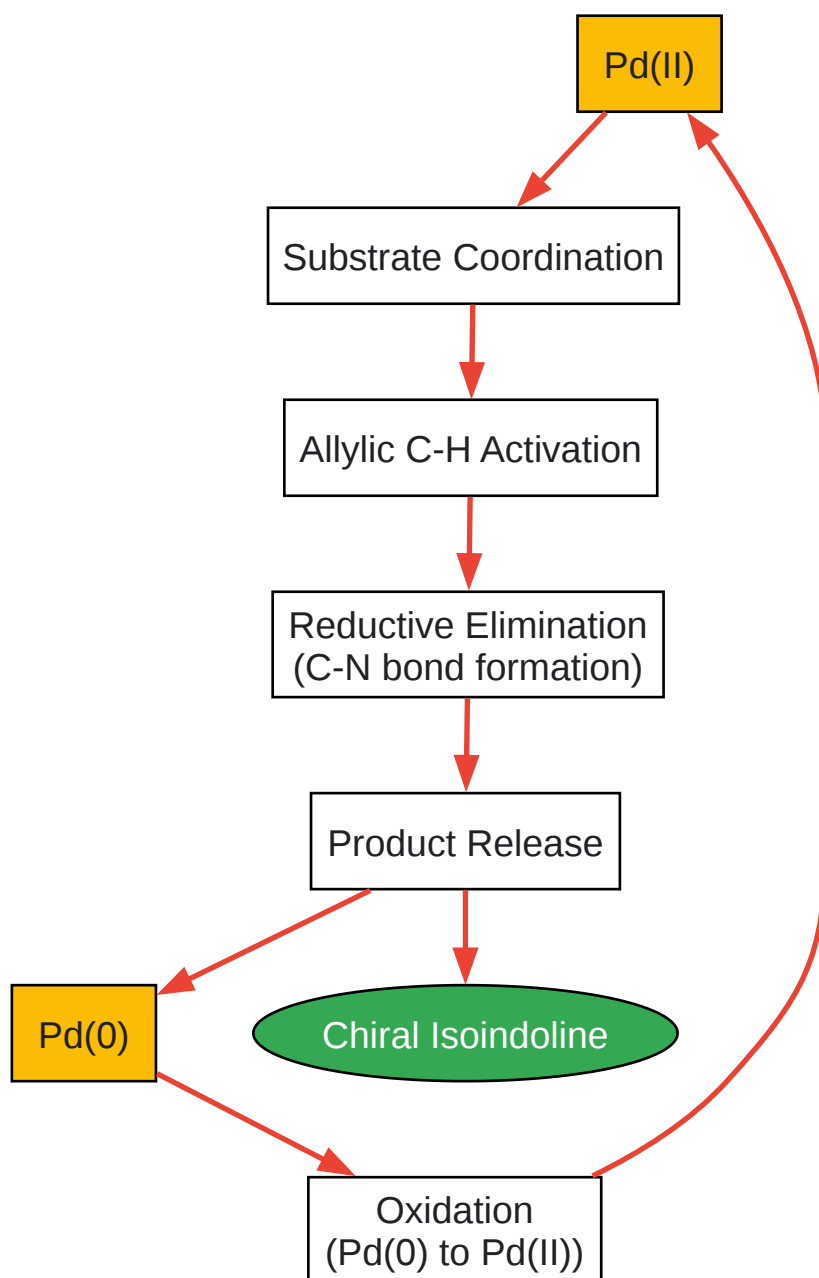 Pd(II)
Substrate Coordination
Allylic C-H Activation
Reductive Elimination
(C-N bond formation)
Product Release
Pd(0)
Chiral Isoindoline
Oxidation
(Pd(0) to Pd(II))